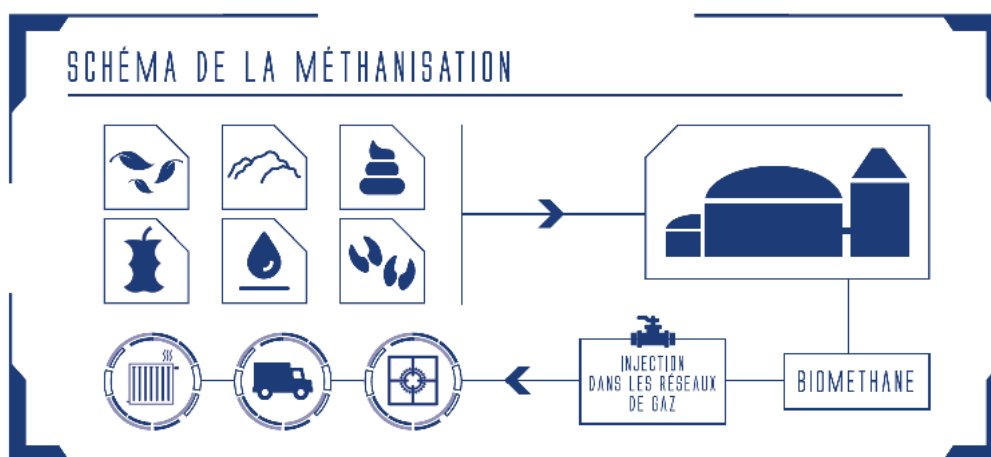 SCHÉMA DE LA MÉTHANISATION
INJECTION
DANS LES RÉSEAUX
DE GAZ
BIOMETHANE